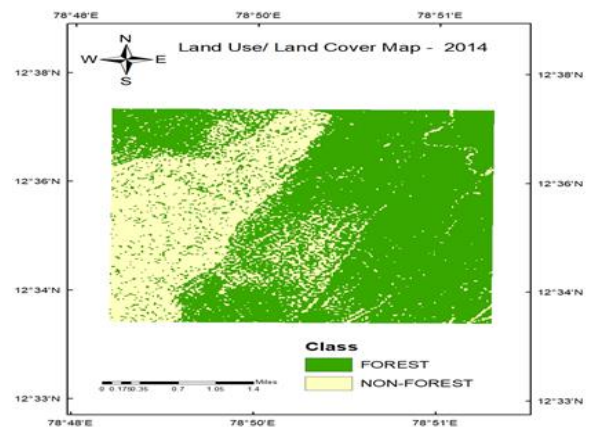 78°48'E 78°50'E 78°51'E
Land Use/ Land Cover Map - 2014
N
W E
S
12°38'N 12°38'N
12°36'N 12°36'N
12°34'N 12°34'N
12°33'N 12°33'N
Class
FOREST
NON-FOREST
Miles
0 0.175 0.35 0.7 1.05 1.4
78°48'E 78°50'E 78°51'E